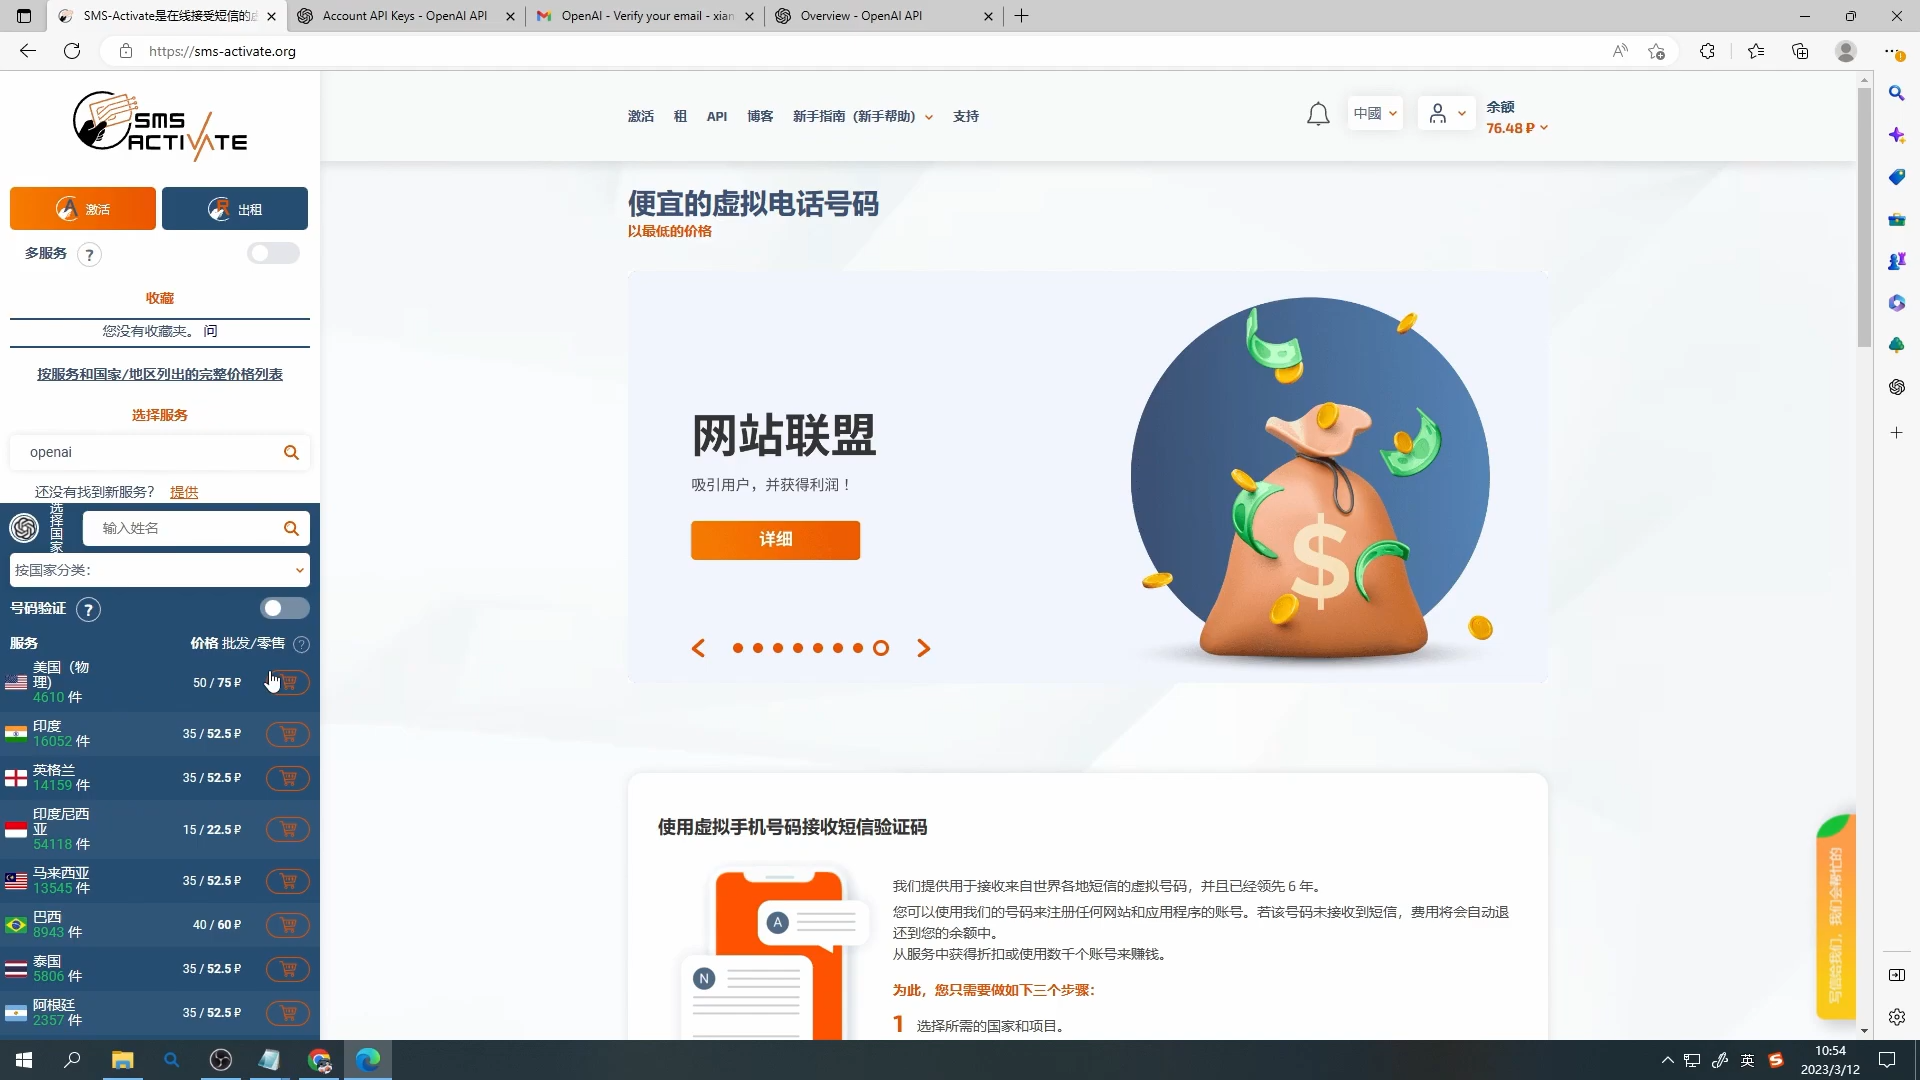 SMS-Activate是在线接受短信的虚
Account API Keys - OpenAI API
OpenAI - Verify your email - xian
Overview - OpenAI API
https://sms-activate.org
SMS
ACTIVATE
激活
租
API
博客
新手指南（新手帮助）
支持
中國
余额
76.48 ₽
激活
出租
多服务
?
收藏
您没有收藏夹。 问
按服务和国家/地区列出的完整价格列表
选择服务
openai
还没有找到新服务? 提供
选择国家
输入姓名
按国家分类:
号码验证 ?
服务
价格 批发/零售 ?
美国（物理）
4610 件
50 / 75 ₽
印度
16052 件
35 / 52.5 ₽
英格兰
14159 件
35 / 52.5 ₽
印度尼西亚
54118 件
15 / 22.5 ₽
马来西亚
13545 件
35 / 52.5 ₽
巴西
8943 件
40 / 60 ₽
泰国
5806 件
35 / 52.5 ₽
阿根廷
2357 件
35 / 52.5 ₽
便宜的虚拟电话号码
以最低的价格
网站联盟
吸引用户，并获得利润！
详细
$
使用虚拟手机号码接收短信验证码
A
N
我们提供用于接收来自世界各地短信的虚拟号码，并且已经领先 6 年。
您可以使用我们的号码来注册任何网站和应用程序的账号。若该号码未接收到短信，费用将会自动退
还到您的余额中。
从服务中获得折扣或使用数千个账号来赚钱。
为此，您只需要做如下三个步骤：
1 选择所需的国家和项目。
写信给我们，我们会帮忙的
英
10:54
2023/3/12